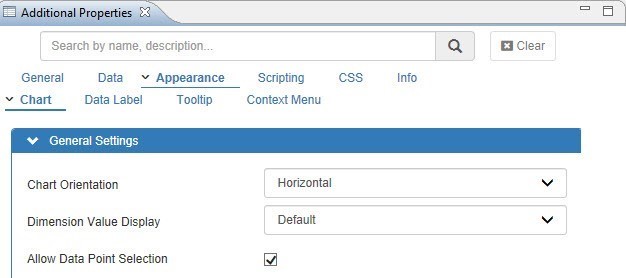 Additional Properties
Search by name, description...
Clear
General Data Appearance Scripting CSS Info
Chart Data Label Tooltip Context Menu
General Settings
Chart Orientation Horizontal
Dimension Value Display Default
Allow Data Point Selection